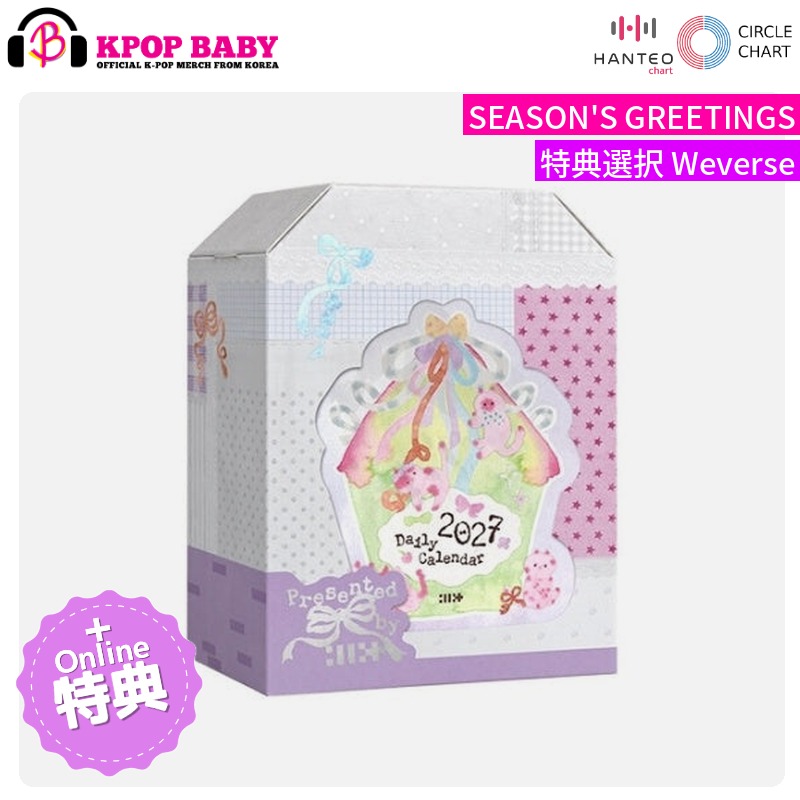 KPOP BABY
OFFICIAL K-POP MERCH FROM KOREA
HANTEO
chart
CIRCLE
CHART
SEASON'S GREETINGS
特典選択 Weverse
2027
Daily
Calendar
Presented
by
+
Online
特典